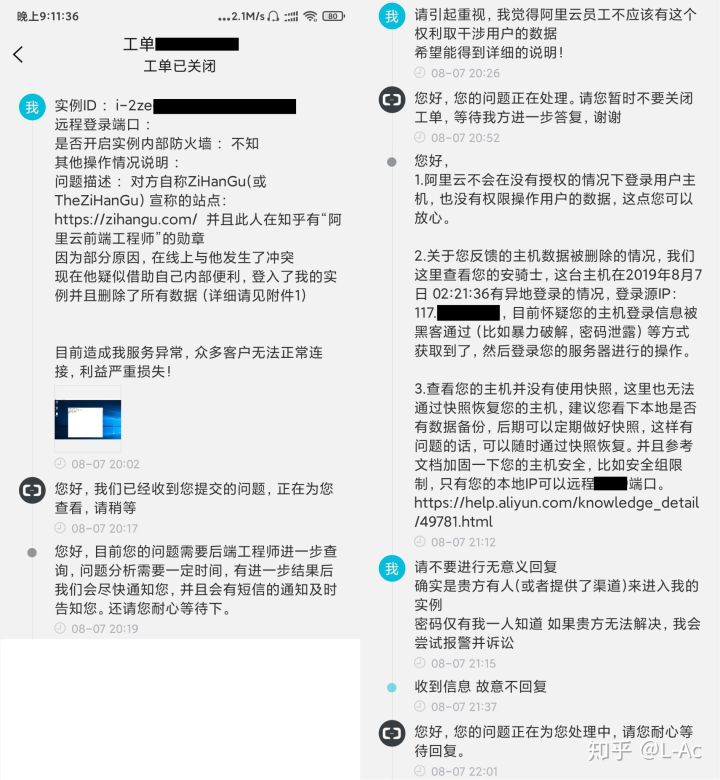 晚上9:11:36
...2.1M/s
80
工单
工单已关闭
我
实例ID： i-2ze
远程登录端口：
是否开启实例内部防火墙： 不知
其他操作情况说明：
问题描述： 对方自称ZiHanGu(或
TheZiHanGu) 宣称的站点：
https://zihangu.com/ 并且此人在知乎有“阿
里云前端工程师”的勋章
因为部分原因，在线上与他发生了冲突
现在他疑似借助自己内部便利，登入了我的实
例并且删除了所有数据 （详细请见附件1）
目前造成我服务异常，众多客户无法正常连
接，利益严重损失！
08-07 20:02
您好，我们已经收到您提交的问题，正在为您
查看，请稍等
08-07 20:17
您好，目前您的问题需要后端工程师进一步查
询，问题分析需要一定时间，有进一步结果后
我们会尽快通知您，并且会有短信的通知及时
告知您。还请您耐心等待下。
08-07 20:19
我
请引起重视，我觉得阿里云员工不应该有这个
权利取干涉用户的数据
希望能得到详细的说明！
08-07 20:26
您好，您的问题正在处理。请您暂时不要关闭
工单，等待我方进一步答复，谢谢
08-07 20:52
您好，
1.阿里云不会在没有授权的情况下登录用户主
机，也没有权限操作用户的数据，这点您可以
放心。
2.关于您反馈的主机数据被删除的情况，我们
这里查看您的安骑士，这台主机在2019年8月7
日 02:21:36有异地登录的情况，登录源IP：
117.，目前怀疑您的主机登录信息被
黑客通过（比如暴力破解，密码泄露）等方式
获取到了，然后登录您的服务器进行的操作。
3.查看您的主机并没有使用快照，这里也无法
通过快照恢复您的主机，建议您看下本地是否
有数据备份，后期可以定期做好快照，这样有
问题的话，可以随时通过快照恢复。并且参考
文档加固一下您的主机安全，比如安全组限
制，只有您的本地IP可以远程端口。
https://help.aliyun.com/knowledge_detail
/49781.html
08-07 21:12
我
请不要进行无意义回复
确实是贵方有人(或者提供了渠道)来进入我的
实例
密码仅有我一人知道 如果贵方无法解决，我会
尝试报警并诉讼
08-07 21:15
收到信息 故意不回复
08-07 21:37
您好，您的问题正在为您处理中，请您耐心等
待回复。
08-07 22:01
知乎 @L-Ac